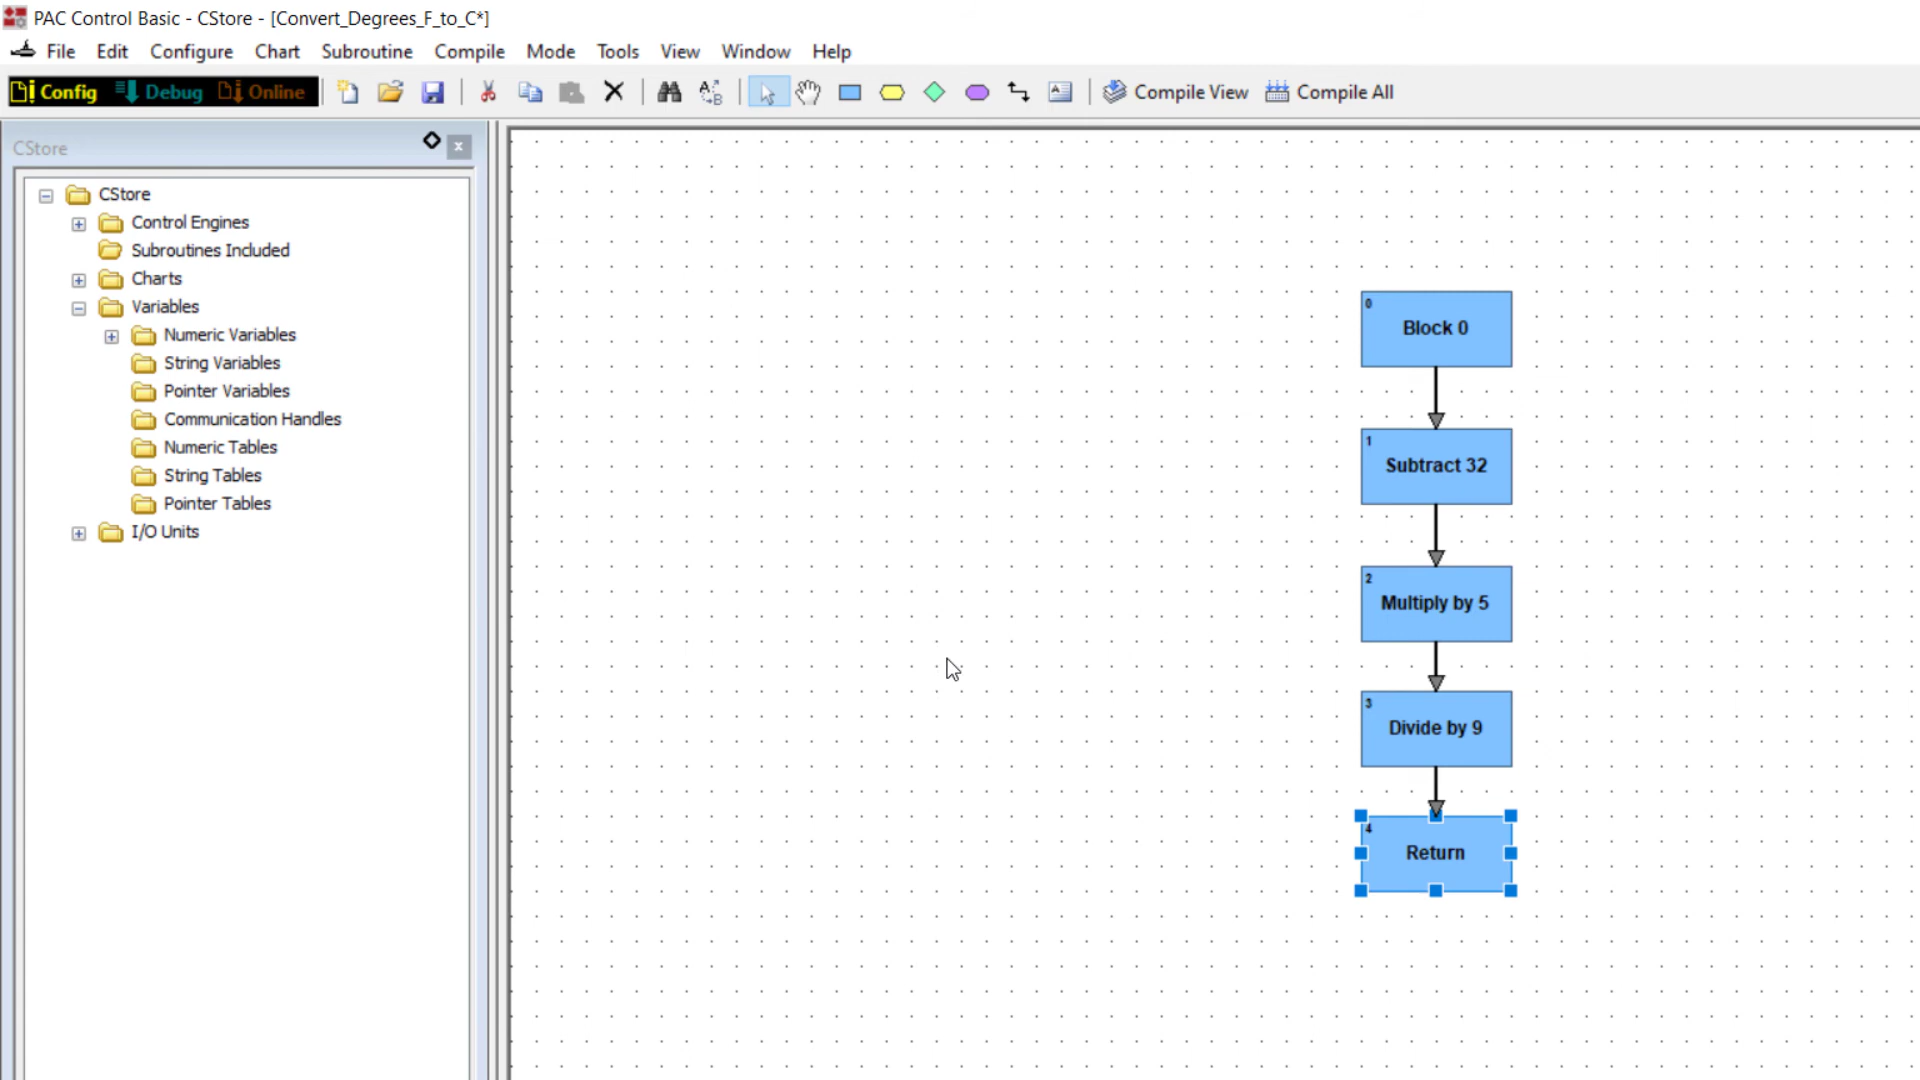 PAC Control Basic - CStore - [Convert_Degrees_F_to_C*]
File Edit Configure Chart Subroutine Compile Mode Tools View Window Help
Config Debug Online Compile View Compile All
CStore
CStore
Control Engines
Subroutines Included
Charts
Variables
Numeric Variables
String Variables
Pointer Variables
Communication Handles
Numeric Tables
String Tables
Pointer Tables
I/O Units
0
Block 0
1
Subtract 32
2
Multiply by 5
3
Divide by 9
4
Return